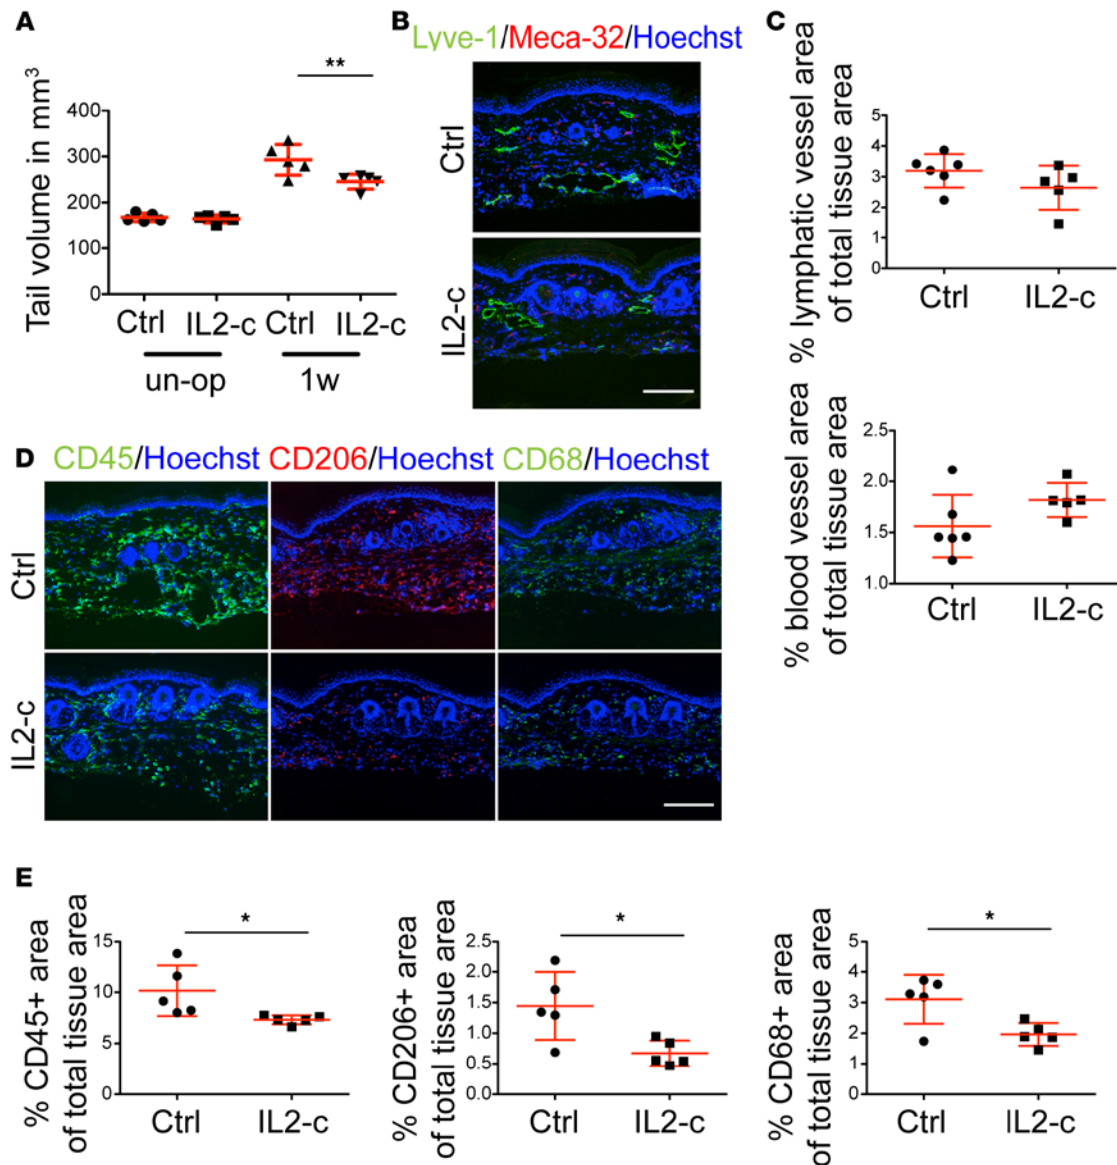 A
Tail volume in mm³
400
300
200
100
0
**
Ctrl
IL2-c
Ctrl
IL2-c
un-op
1w
B
Lyve-1/Meca-32/Hoechst
Ctrl
IL2-c
C
% lymphatic vessel area
of total tissue area
5
4
3
2
1
0
Ctrl
IL2-c
% blood vessel area
of total tissue area
2.5
2.0
1.5
1.0
Ctrl
IL2-c
D
CD45/Hoechst
CD206/Hoechst
CD68/Hoechst
Ctrl
IL2-c
E
% CD45+ area
of total tissue area
15
10
5
0
*
Ctrl
IL2-c
% CD206+ area
of total tissue area
2.5
2.0
1.5
1.0
0.5
0.0
*
Ctrl
IL2-c
% CD68+ area
of total tissue area
5
4
3
2
1
0
*
Ctrl
IL2-c